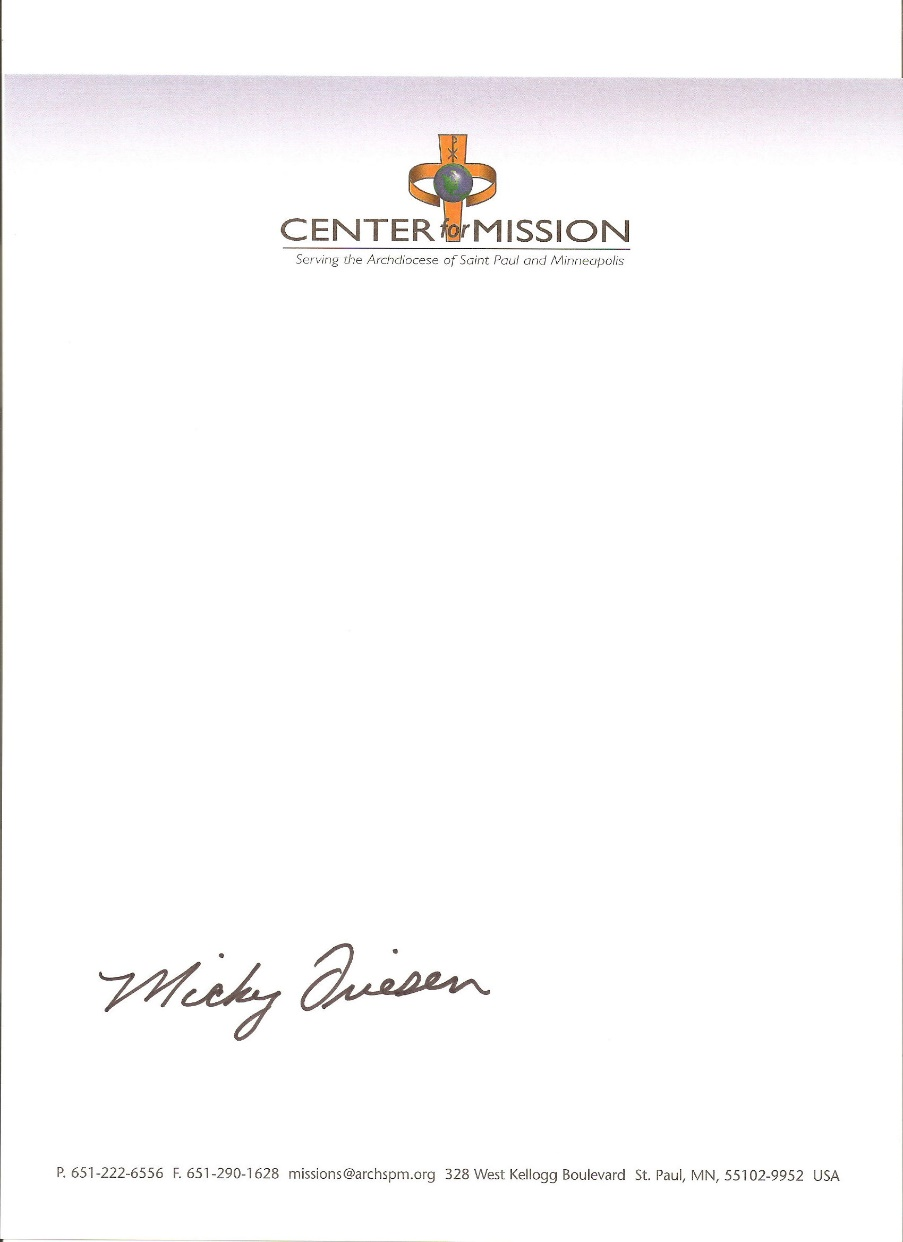 CENTER for MISSION
Serving the Archdiocese of Saint Paul and Minneapolis
Micky Friesen
P. 651-222-6556 F. 651-290-1628 missions@archspm.org 328 West Kellogg Boulevard St. Paul, MN, 55102-9952 USA